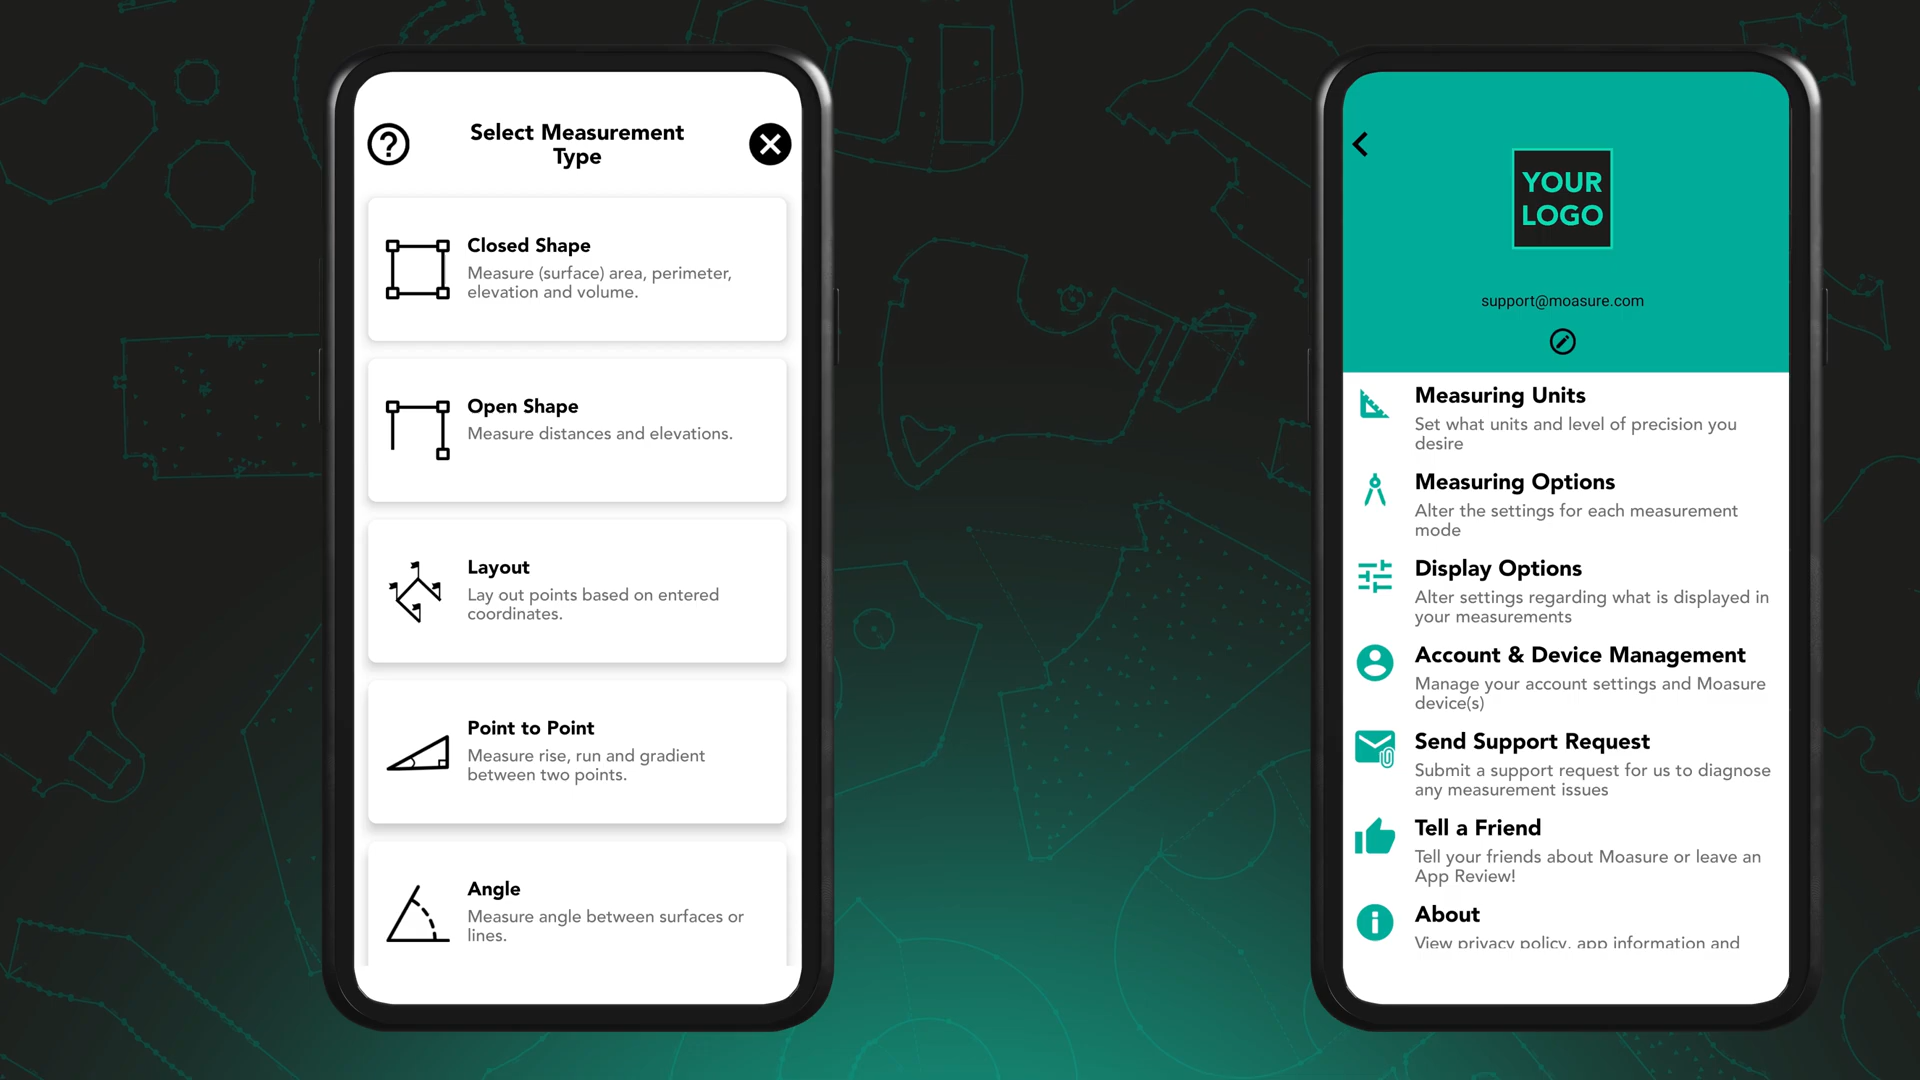 Select Measurement
Type
Closed Shape
Measure (surface) area, perimeter,
elevation and volume.
Open Shape
Measure distances and elevations.
Layout
Lay out points based on entered
coordinates.
Point to Point
Measure rise, run and gradient
between two points.
Angle
Measure angle between surfaces or
lines.
YOUR
LOGO
support@moasure.com
Measuring Units
Set what units and level of precision you
desire
Measuring Options
Alter the settings for each measurement
mode
Display Options
Alter settings regarding what is displayed in
your measurements
Account & Device Management
Manage your account settings and Moasure
device(s)
Send Support Request
Submit a support request for us to diagnose
any measurement issues
Tell a Friend
Tell your friends about Moasure or leave an
App Review!
About
View privacy policy, app information and